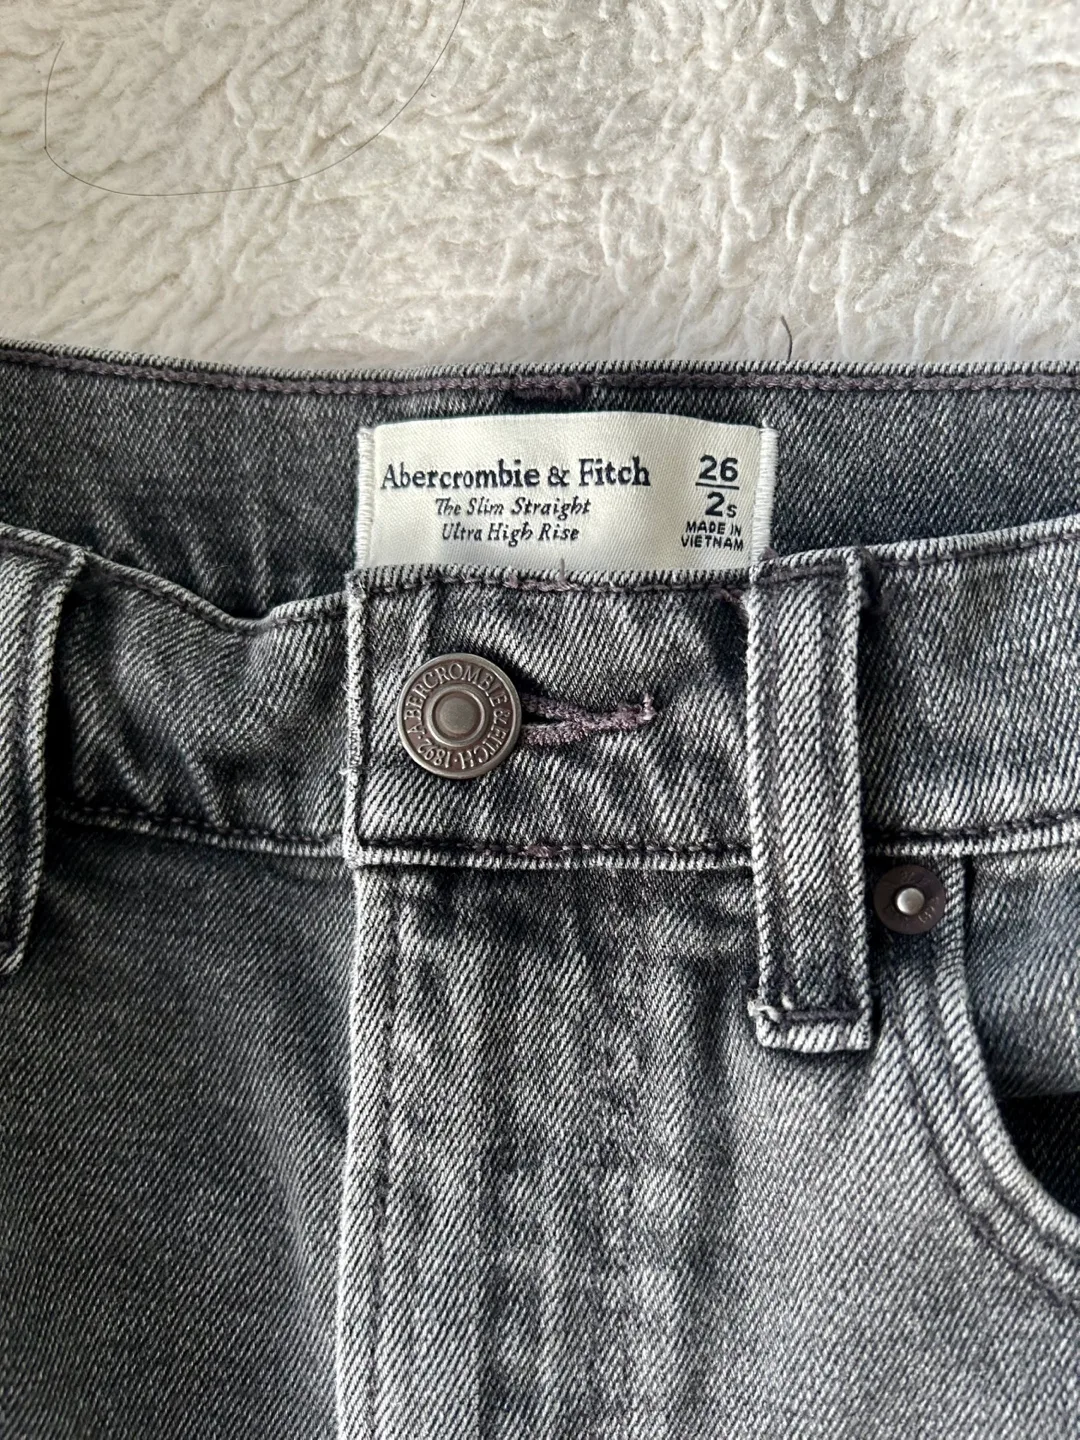 Abercrombie & Fitch
The Slim Straight
Ultra High Rise
26
2s
MADE IN
VIETNAM
ABERCROMBIE & FITCH · 1892 ·